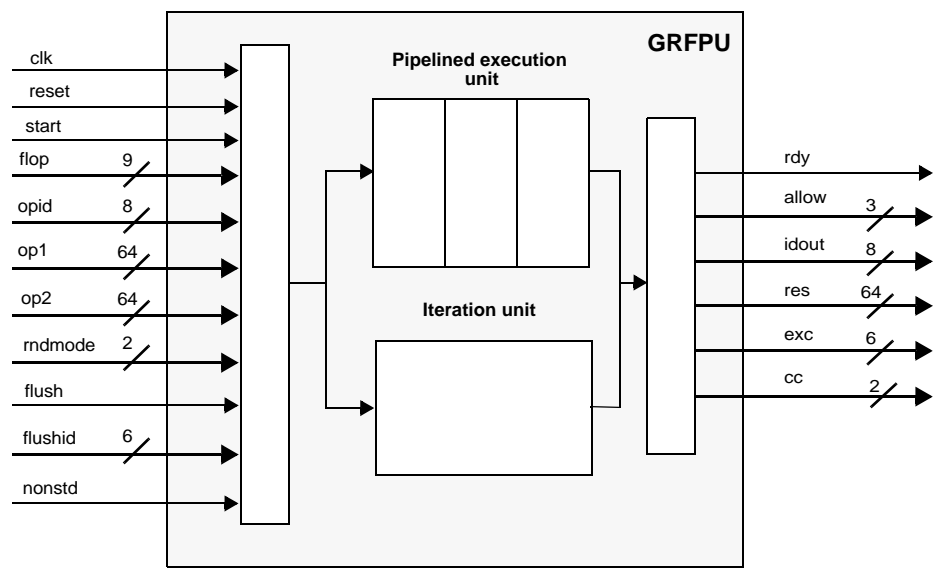 GRFPU
Pipelined execution
unit
Iteration unit
clk
reset
start
flop 9
opid 8
op1 64
op2 64
rndmode 2
flush
flushid 6
nonstd
rdy
allow 3
idout 8
res 64
exc 6
cc 2